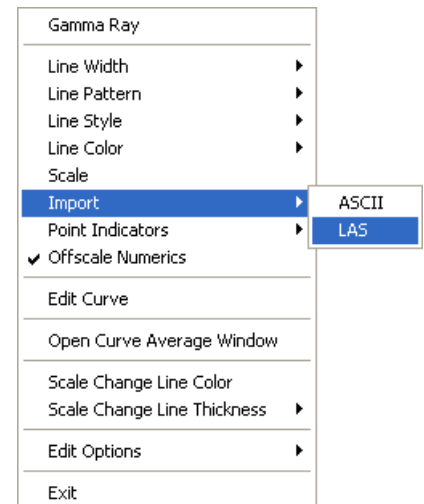 Gamma Ray
Line Width
Line Pattern
Line Style
Line Color
Scale
Import
ASCII
Point Indicators
LAS
Offscale Numerics
Edit Curve
Open Curve Average Window
Scale Change Line Color
Scale Change Line Thickness
Edit Options
Exit